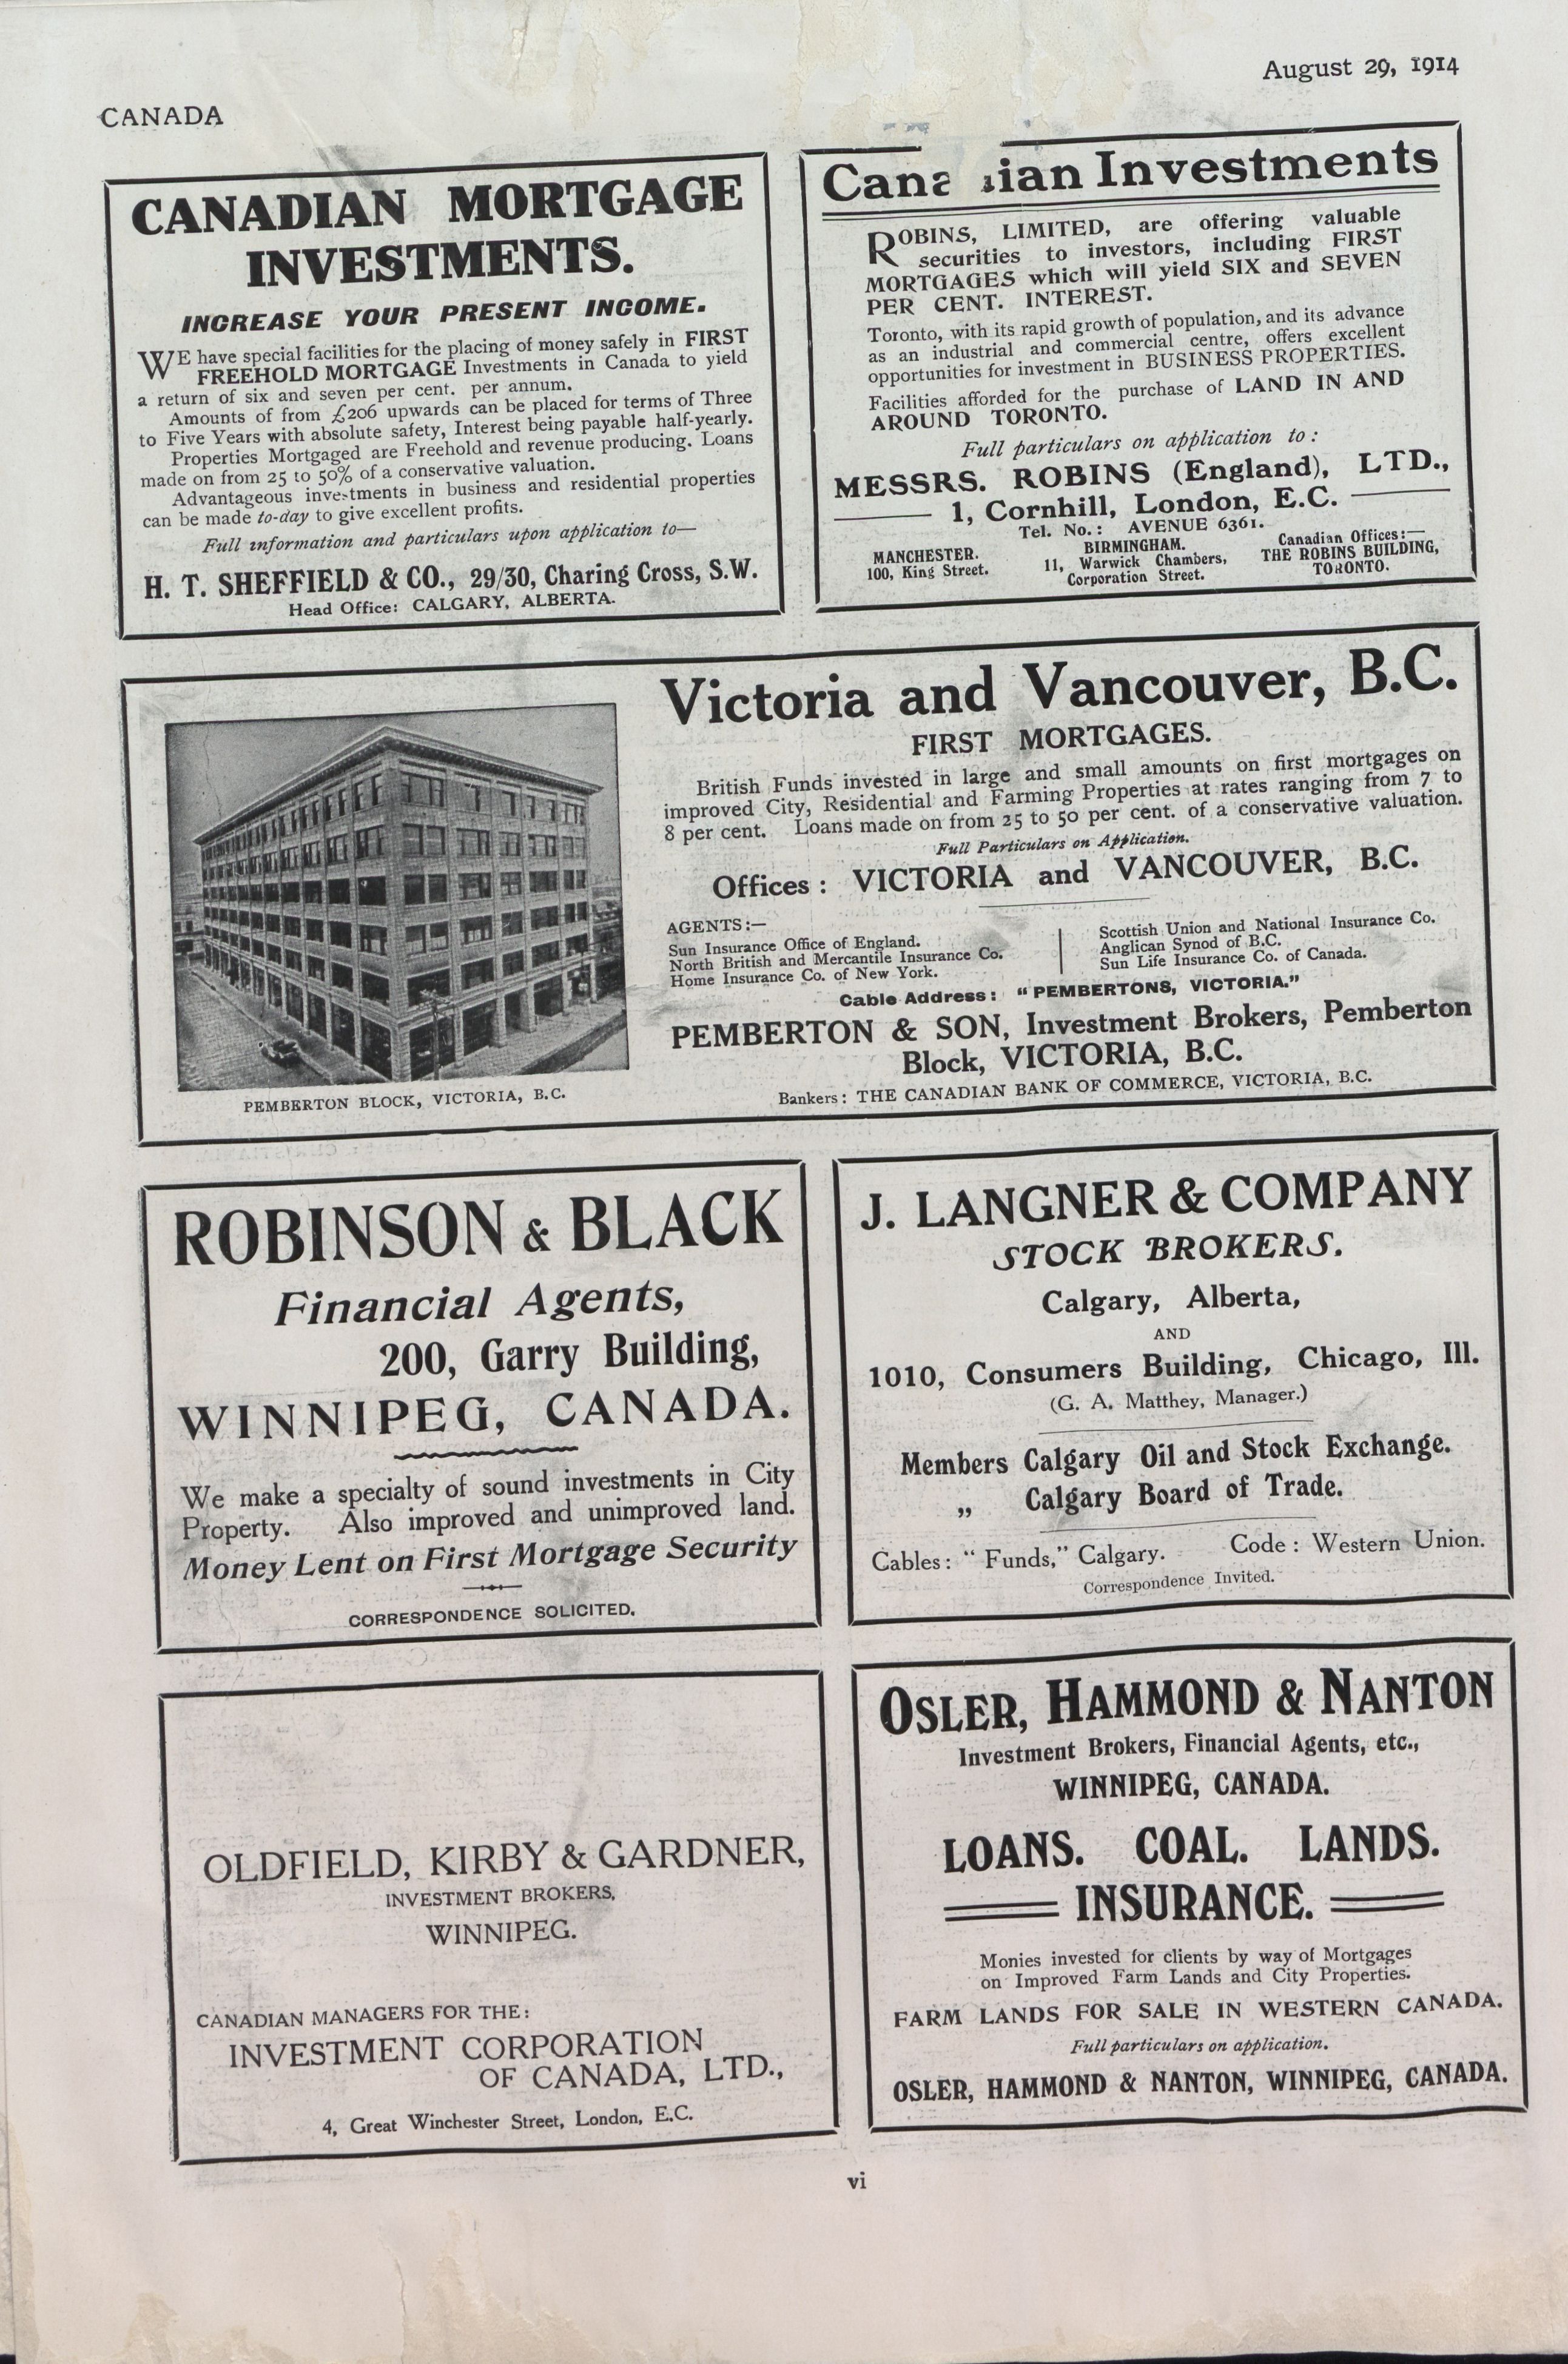 CANADA
August 29, 1914
CANADIAN MORTGAGE
INVESTMENTS.
INCREASE YOUR PRESENT INCOME.
WE have special facilities for the placing of money safely in FIRST
FREEHOLD MORTGAGE Investments in Canada to yield
a return of six and seven per cent. per annum.
Amounts of from £206 upwards can be placed for terms of Three
to Five Years with absolute safety, Interest being payable half-yearly.
Properties Mortgaged are Freehold and revenue producing. Loans
made on from 25 to 50% of a conservative valuation.
Advantageous investments in business and residential properties
can be made to-day to give excellent profits.
Full information and particulars upon application to—
H. T. SHEFFIELD & CO., 29/30, Charing Cross, S.W.
Head Office: CALGARY, ALBERTA.
Cana ian Investments
ROBINS, LIMITED, are offering valuable
securities to investors, including FIRST
MORTGAGES which will yield SIX and SEVEN
PER CENT. INTEREST.
Toronto, with its rapid growth of population, and its advance
as an industrial and commercial centre, offers excellent
opportunities for investment in BUSINESS PROPERTIES.
Facilities afforded for the purchase of LAND IN AND
AROUND TORONTO.
Full particulars on application to:
MESSRS. ROBINS (England), LTD.,
1, Cornhill, London, E.C.
Tel. No.: AVENUE 6361.
MANCHESTER.
100, King Street.
BIRMINGHAM.
11, Warwick Chambers,
Corporation Street.
Canadian Offices:—
THE ROBINS BUILDING,
TORONTO.
PEMBERTON BLOCK, VICTORIA, B.C.
Victoria and Vancouver, B.C.
FIRST MORTGAGES.
British Funds invested in large and small amounts on first mortgages on
improved City, Residential and Farming Properties at rates ranging from 7 to
8 per cent. Loans made on from 25 to 50 per cent. of a conservative valuation.
Full Particulars on Application.
Offices: VICTORIA and VANCOUVER, B.C.
AGENTS:—
Sun Insurance Office of England.
North British and Mercantile Insurance Co.
Home Insurance Co. of New York.
Scottish Union and National Insurance Co.
Anglican Synod of B.C.
Sun Life Insurance Co. of Canada.
Cable Address: "PEMBERTONS, VICTORIA."
PEMBERTON & SON, Investment Brokers, Pemberton
Block, VICTORIA, B.C.
Bankers: THE CANADIAN BANK OF COMMERCE, VICTORIA, B.C.
ROBINSON & BLACK
Financial Agents,
200, Garry Building,
WINNIPEG, CANADA.
We make a specialty of sound investments in City
Property. Also improved and unimproved land.
Money Lent on First Mortgage Security
CORRESPONDENCE SOLICITED.
J. LANGNER & COMPANY
STOCK BROKERS.
Calgary, Alberta,
AND
1010, Consumers Building, Chicago, Ill.
(G. A. Matthey, Manager.)
Members Calgary Oil and Stock Exchange.
„ Calgary Board of Trade.
Cables: "Funds," Calgary. Code: Western Union.
Correspondence Invited.
OLDFIELD, KIRBY & GARDNER,
INVESTMENT BROKERS,
WINNIPEG.
CANADIAN MANAGERS FOR THE:
INVESTMENT CORPORATION
OF CANADA, LTD.,
4, Great Winchester Street, London, E.C.
OSLER, HAMMOND & NANTON
Investment Brokers, Financial Agents, etc.,
WINNIPEG, CANADA.
LOANS. COAL. LANDS.
INSURANCE.
Monies invested for clients by way of Mortgages
on Improved Farm Lands and City Properties.
FARM LANDS FOR SALE IN WESTERN CANADA.
Full particulars on application.
OSLER, HAMMOND & NANTON, WINNIPEG, CANADA.
vi